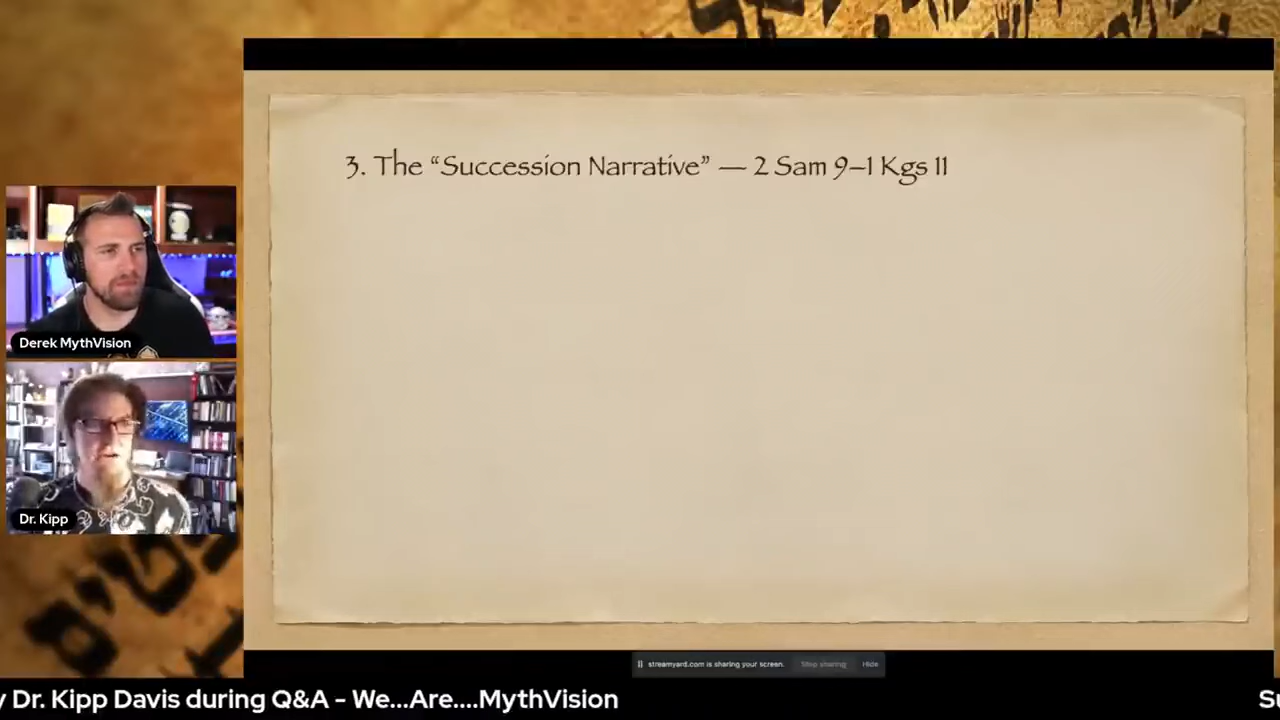 3. The “Succession Narrative” — 2 Sam 9–1 Kgs 11
Derek MythVision
Dr. Kipp
streamyard.com is sharing your screen. Stop sharing Hide
y Dr. Kipp Davis during Q&A - We...Are....MythVision
Su